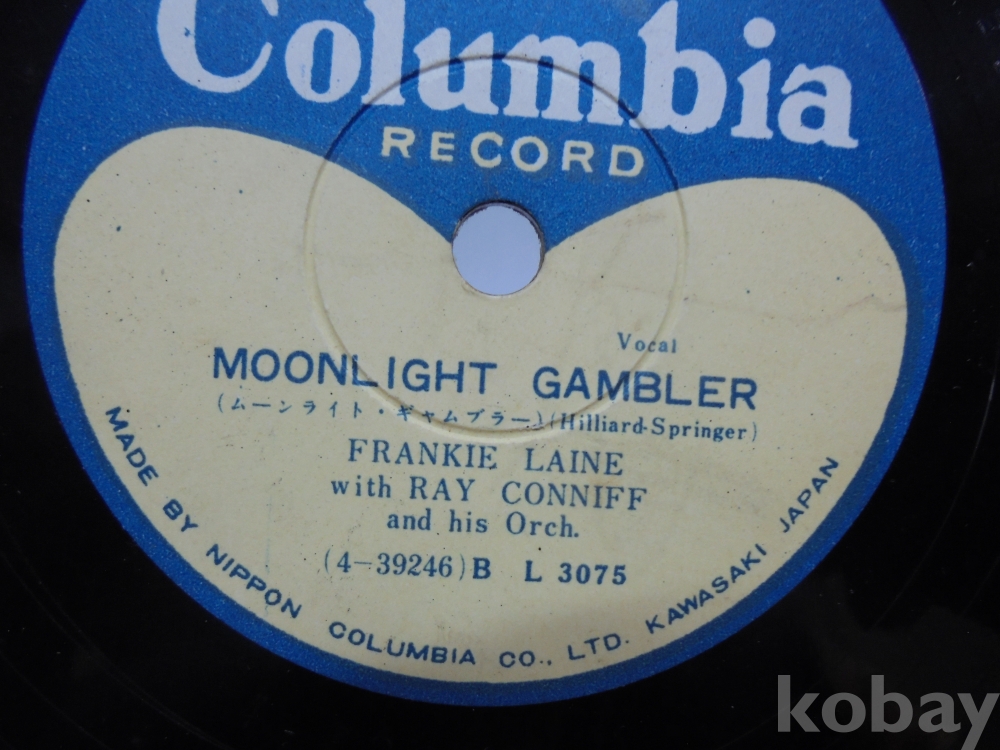 Columbia
RECORD
Vocal
MOONLIGHT GAMBLER
(ムーンライト・ギャムブラー)(Hilliard-Springer)
FRANKIE LAINE
with RAY CONNIFF
and his Orch.
(4-39246)B L 3075
MADE BY NIPPON COLUMBIA CO., LTD. KAWASAKI JAPAN
kobay